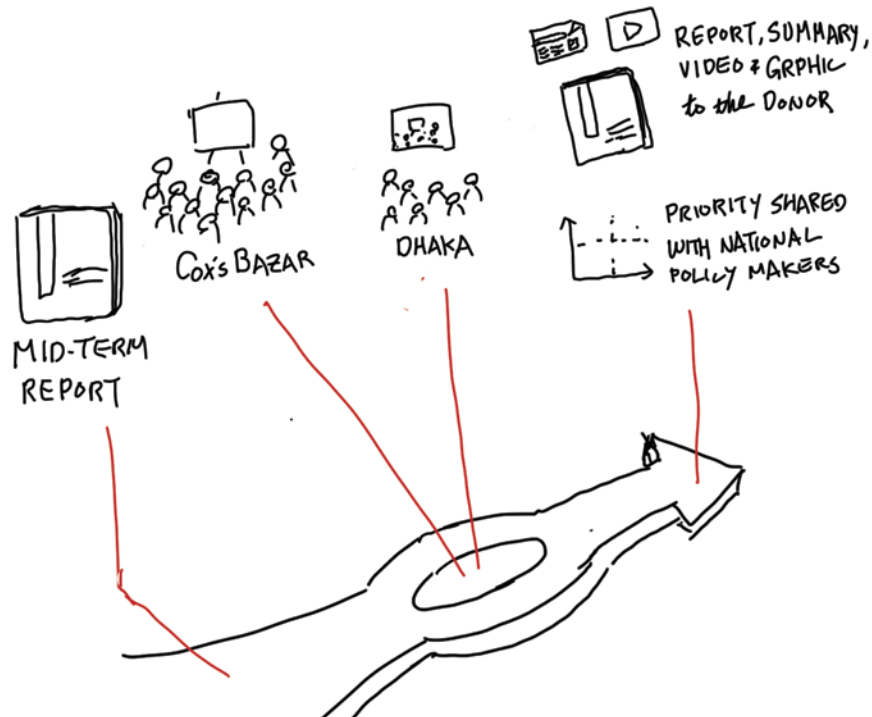 MID-TERM
REPORT
Cox's BAZAR
DHAKA
REPORT, SUMMARY,
VIDEO & GRPHIC
to the DONOR
PRIORITY SHARED
WITH NATIONAL
POLICY MAKERS